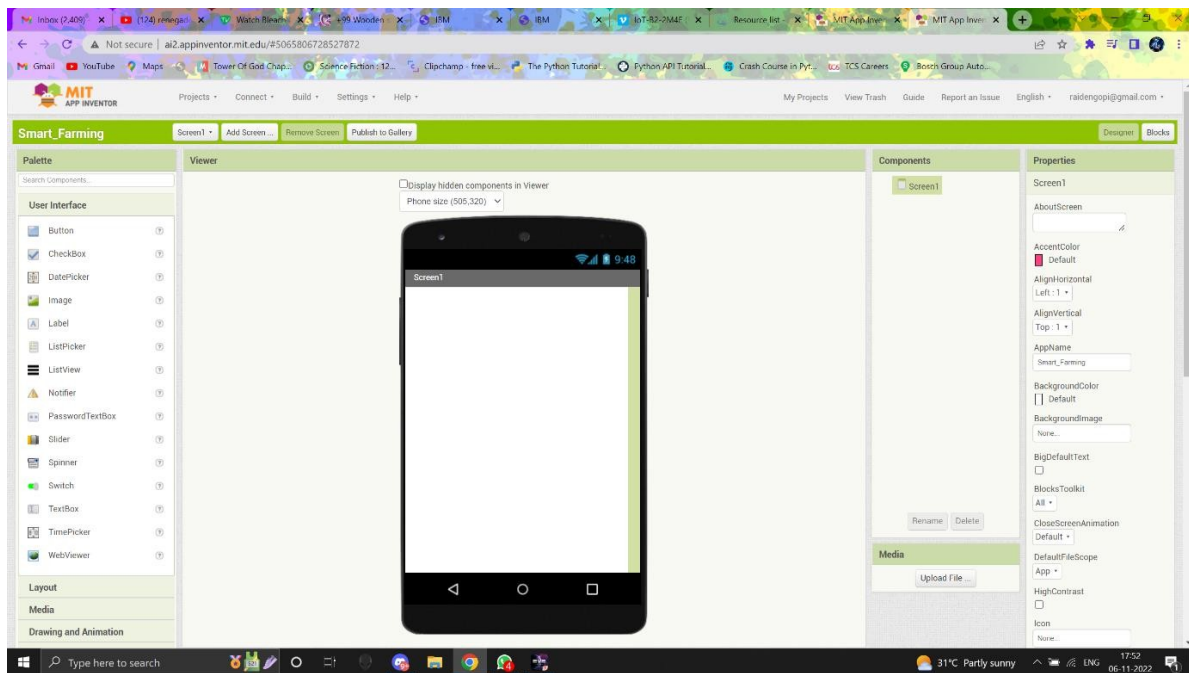 Inbox (2,409) (124) renegad Watch Bleach +99 Wooden IBM IBM IoT-B2-2M4E Resource list - MIT App Inve MIT App Inven
Not secure ai2.appinventor.mit.edu/#5065806728527872
Gmail YouTube Maps Tower Of God Chap... Science Fiction : 12... Clipchamp - free vi... The Python Tutorial... Python API Tutorial... Crash Course in Pyt... TCS Careers Bosch Group Auto...
MIT
APP INVENTOR
Projects Connect Build Settings Help My Projects View Trash Guide Report an Issue English raidengopi@gmail.com
Smart_Farming Screen1 Add Screen ... Remove Screen Publish to Gallery Designer Blocks
Palette
Search Components...
User Interface
Button
CheckBox
DatePicker
Image
Label
ListPicker
ListView
Notifier
PasswordTextBox
Slider
Spinner
Switch
TextBox
TimePicker
WebViewer
Layout
Media
Drawing and Animation
Viewer
Display hidden components in Viewer
Phone size (505,320)
9:48
Screen1
Components
Screen1
Rename Delete
Media
Upload File ...
Properties
Screen1
AboutScreen
AccentColor
Default
AlignHorizontal
Left : 1
AlignVertical
Top : 1
AppName
Smart_Farming
BackgroundColor
Default
BackgroundImage
None...
BigDefaultText
BlocksToolkit
All
CloseScreenAnimation
Default
DefaultFileScope
App
HighContrast
Icon
None...
Type here to search 31°C Partly sunny ENG 17:52
06-11-2022